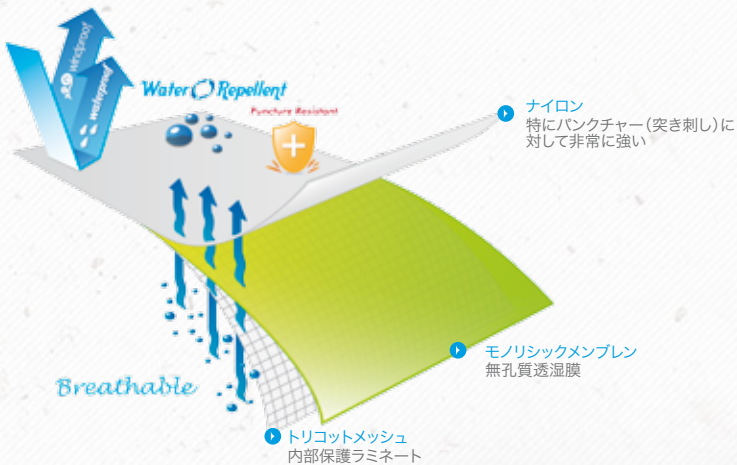 windproof
waterproof
Water Repellent
Puncture Resistant
ナイロン
特にパンクチャー(突き刺し)に
対して非常に強い
モノリシックメンブレン
無孔質透湿膜
Breathable
トリコットメッシュ
内部保護ラミネート